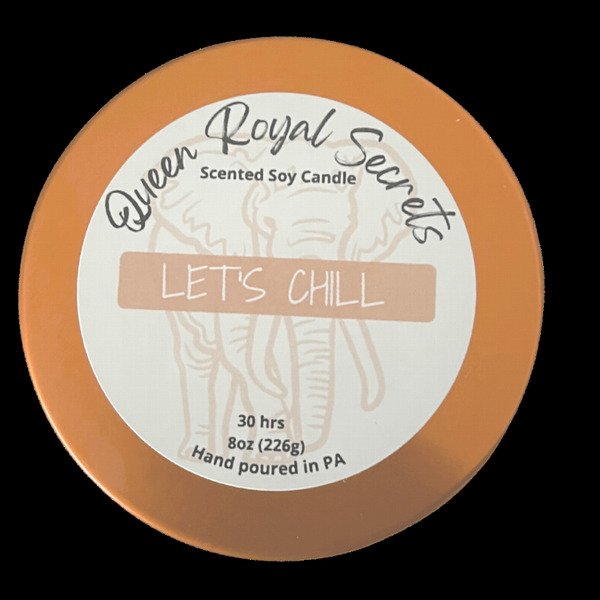 Queen Royal Secrets
Scented Soy Candle
LET'S CHILL
30 hrs
8oz (226g)
Hand poured in PA